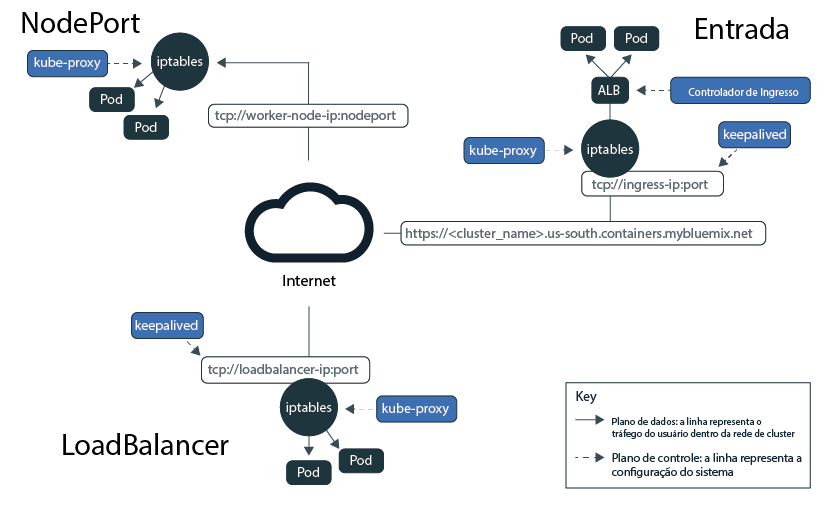 NodePort
kube-proxy
iptables
Pod
Pod
tcp://worker-node-ip:nodeport
Entrada
Pod
Pod
ALB
Controlador de Ingresso
kube-proxy
iptables
keepalived
tcp://ingress-ip:port
https://<cluster_name>.us-south.containers.mybluemix.net
Internet
keepalived
tcp://loadbalancer-ip:port
iptables
kube-proxy
LoadBalancer
Pod
Pod
Key
Plano de dados: a linha representa o
tráfego do usuário dentro da rede de cluster
Plano de controle: a linha representa a
configuração do sistema